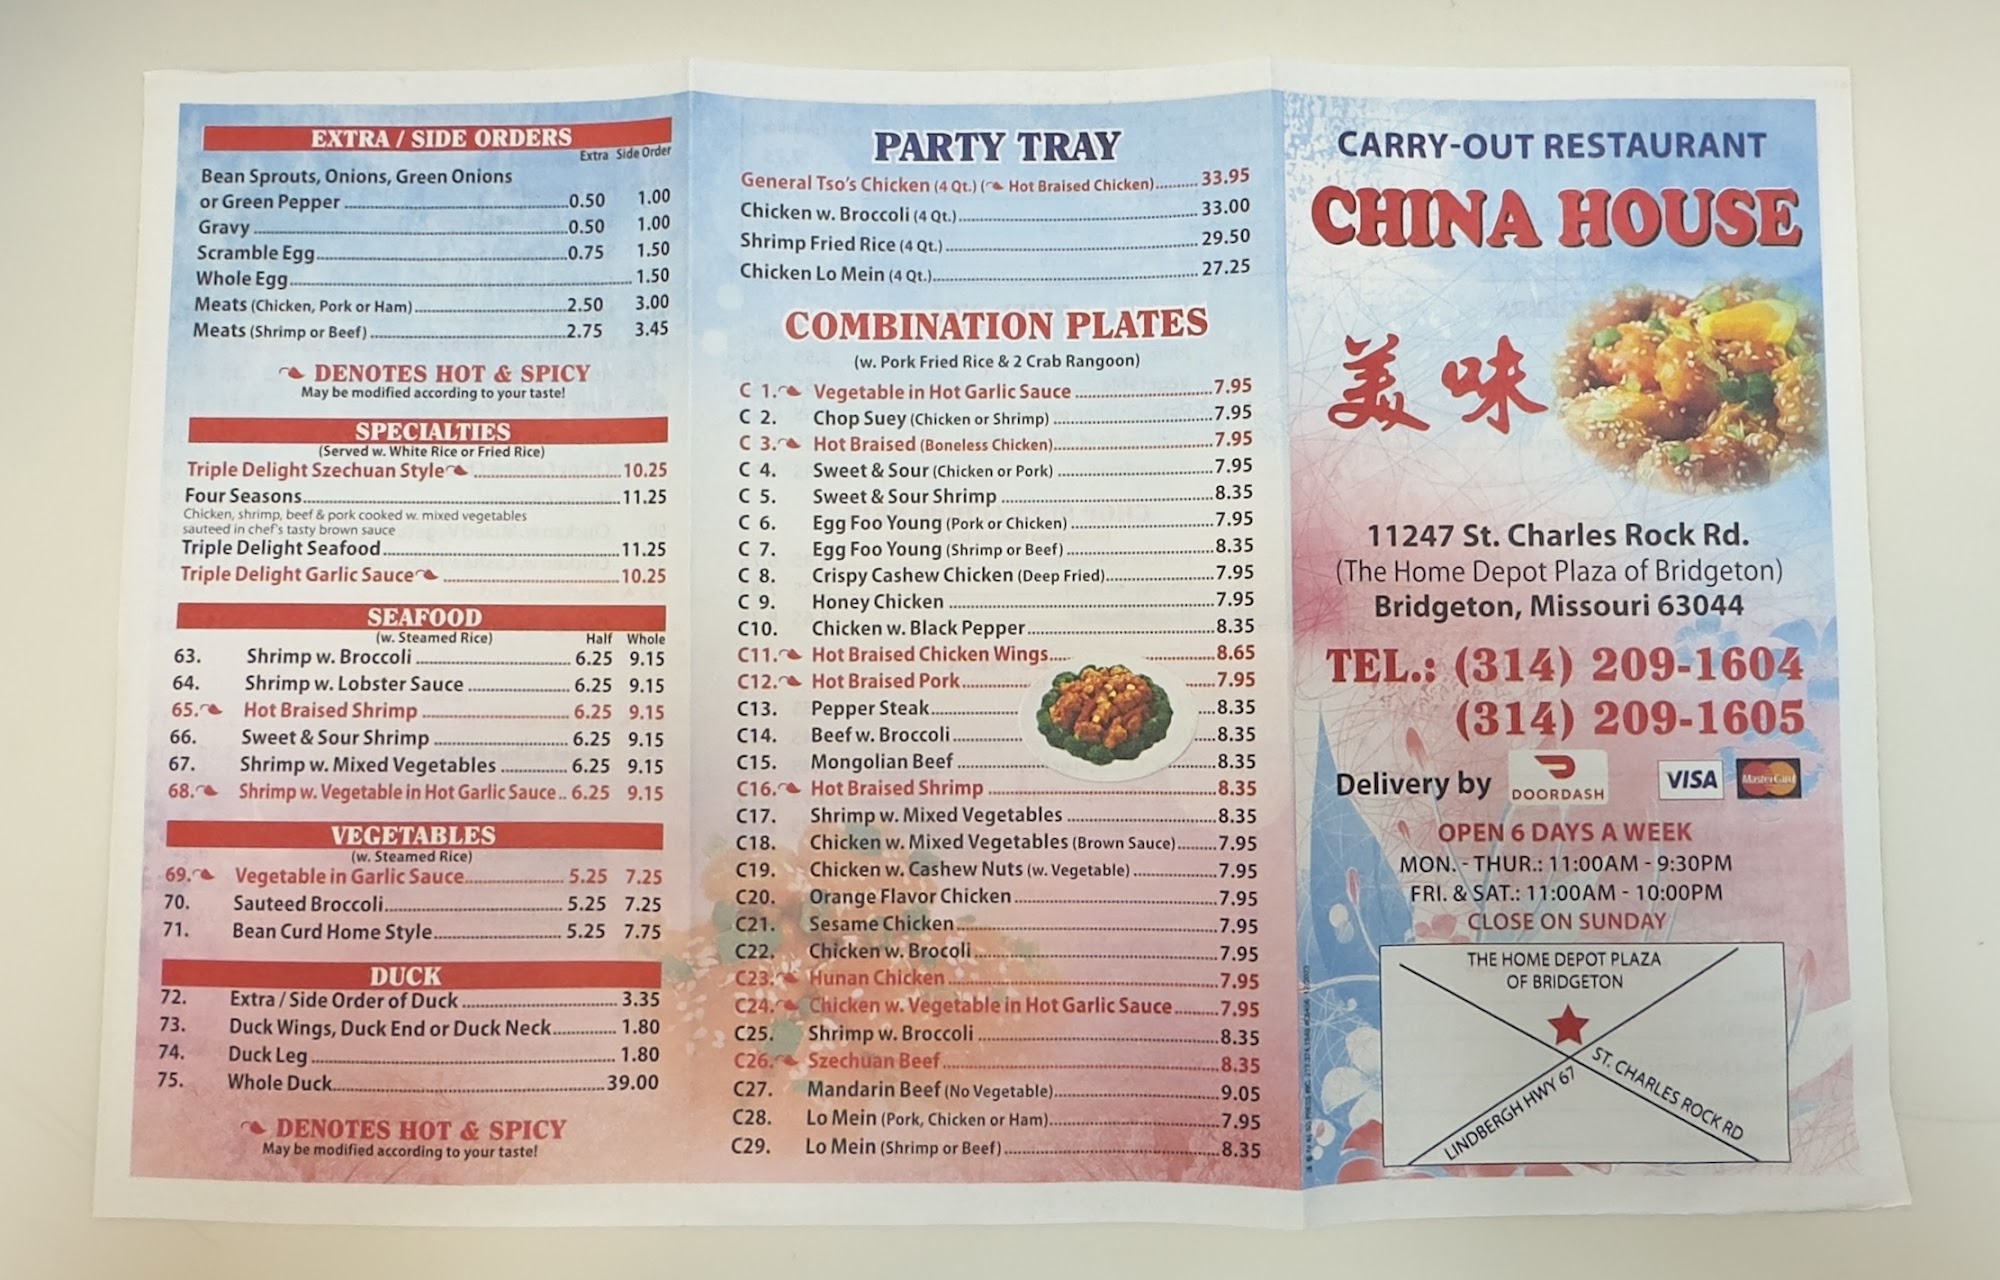 EXTRA / SIDE ORDERS
Extra Side Order
Bean Sprouts, Onions, Green Onions
or Green Pepper 0.50 1.00
Gravy 0.50 1.00
Scramble Egg 0.75 1.50
Whole Egg 1.50
Meats (Chicken, Pork or Ham) 2.50 3.00
Meats (Shrimp or Beef) 2.75 3.45
DENOTES HOT & SPICY
May be modified according to your taste!
SPECIALTIES
(Served w. White Rice or Fried Rice)
Triple Delight Szechuan Style 10.25
Four Seasons 11.25
Chicken, shrimp, beef & pork cooked w. mixed vegetables
sauteed in chef's tasty brown sauce
Triple Delight Seafood 11.25
Triple Delight Garlic Sauce 10.25
SEAFOOD
(w. Steamed Rice) Half Whole
63. Shrimp w. Broccoli 6.25 9.15
64. Shrimp w. Lobster Sauce 6.25 9.15
65. Hot Braised Shrimp 6.25 9.15
66. Sweet & Sour Shrimp 6.25 9.15
67. Shrimp w. Mixed Vegetables 6.25 9.15
68. Shrimp w. Vegetable in Hot Garlic Sauce 6.25 9.15
VEGETABLES
(w. Steamed Rice)
69. Vegetable in Garlic Sauce 5.25 7.25
70. Sauteed Broccoli 5.25 7.25
71. Bean Curd Home Style 5.25 7.75
DUCK
72. Extra / Side Order of Duck 3.35
73. Duck Wings, Duck End or Duck Neck 1.80
74. Duck Leg 1.80
75. Whole Duck 39.00
DENOTES HOT & SPICY
May be modified according to your taste!
PARTY TRAY
General Tso's Chicken (4 Qt.) (Hot Braised Chicken) 33.95
Chicken w. Broccoli (4 Qt.) 33.00
Shrimp Fried Rice (4 Qt.) 29.50
Chicken Lo Mein (4 Qt.) 27.25
COMBINATION PLATES
(w. Pork Fried Rice & 2 Crab Rangoon)
C 1. Vegetable in Hot Garlic Sauce 7.95
C 2. Chop Suey (Chicken or Shrimp) 7.95
C 3. Hot Braised (Boneless Chicken) 7.95
C 4. Sweet & Sour (Chicken or Pork) 7.95
C 5. Sweet & Sour Shrimp 8.35
C 6. Egg Foo Young (Pork or Chicken) 7.95
C 7. Egg Foo Young (Shrimp or Beef) 8.35
C 8. Crispy Cashew Chicken (Deep Fried) 7.95
C 9. Honey Chicken 7.95
C10. Chicken w. Black Pepper 8.35
C11. Hot Braised Chicken Wings 8.65
C12. Hot Braised Pork 7.95
C13. Pepper Steak 8.35
C14. Beef w. Broccoli 8.35
C15. Mongolian Beef 8.35
C16. Hot Braised Shrimp 8.35
C17. Shrimp w. Mixed Vegetables 8.35
C18. Chicken w. Mixed Vegetables (Brown Sauce) 7.95
C19. Chicken w. Cashew Nuts (w. Vegetable) 7.95
C20. Orange Flavor Chicken 7.95
C21. Sesame Chicken 7.95
C22. Chicken w. Brocoli 7.95
C23. Hunan Chicken 7.95
C24. Chicken w. Vegetable in Hot Garlic Sauce 7.95
C25. Shrimp w. Broccoli 8.35
C26. Szechuan Beef 8.35
C27. Mandarin Beef (No Vegetable) 9.05
C28. Lo Mein (Pork, Chicken or Ham) 7.95
C29. Lo Mein (Shrimp or Beef) 8.35
CARRY-OUT RESTAURANT
CHINA HOUSE
美味
11247 St. Charles Rock Rd.
(The Home Depot Plaza of Bridgeton)
Bridgeton, Missouri 63044
TEL.: (314) 209-1604
(314) 209-1605
Delivery by DOORDASH VISA MasterCard
OPEN 6 DAYS A WEEK
MON. - THUR.: 11:00AM - 9:30PM
FRI. & SAT.: 11:00AM - 10:00PM
CLOSE ON SUNDAY
THE HOME DEPOT PLAZA
OF BRIDGETON
LINDBERGH HWY 67
ST. CHARLES ROCK RD